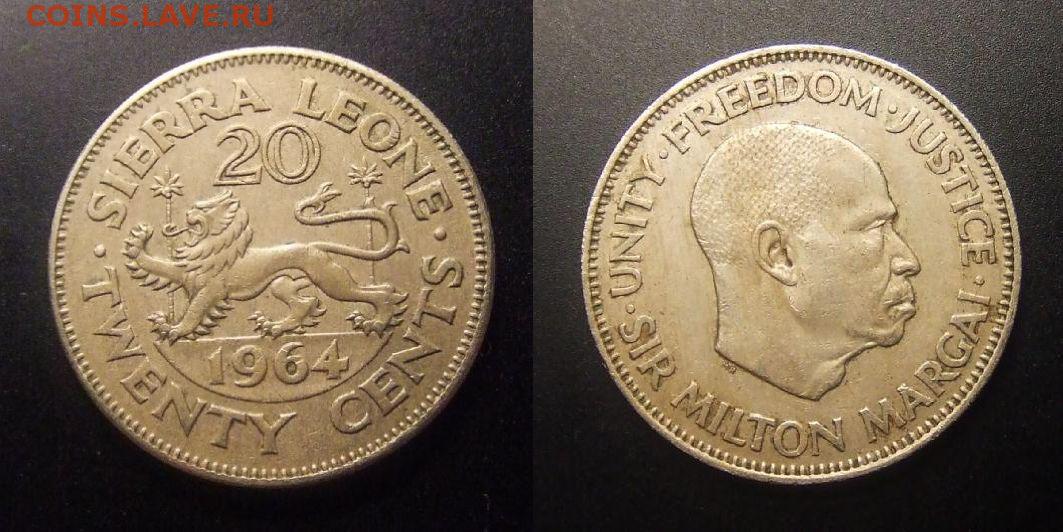 COINS.LAVE.RU
· SIERRA LEONE ·
20
1964
TWENTY CENTS
· UNITY · FREEDOM · JUSTICE ·
SIR MILTON MARGAI